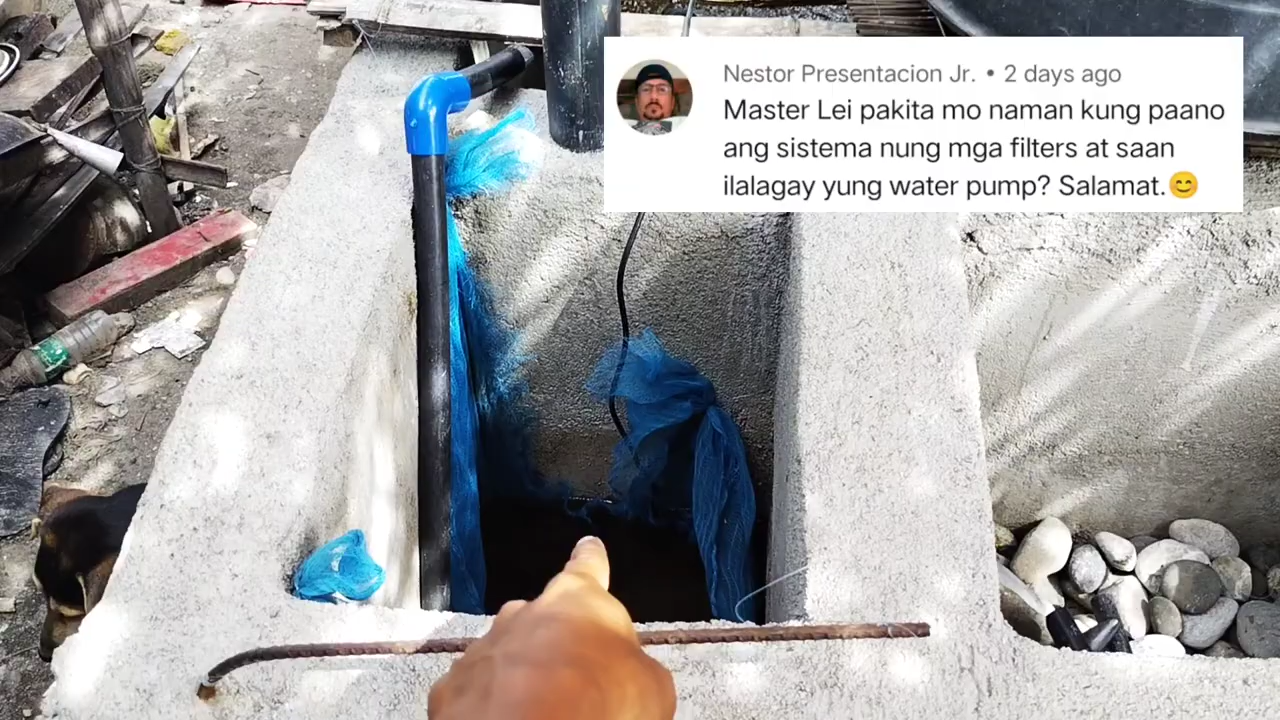 Nestor Presentacion Jr. • 2 days ago
Master Lei pakita mo naman kung paano
ang sistema nung mga filters at saan
ilalagay yung water pump? Salamat.😊